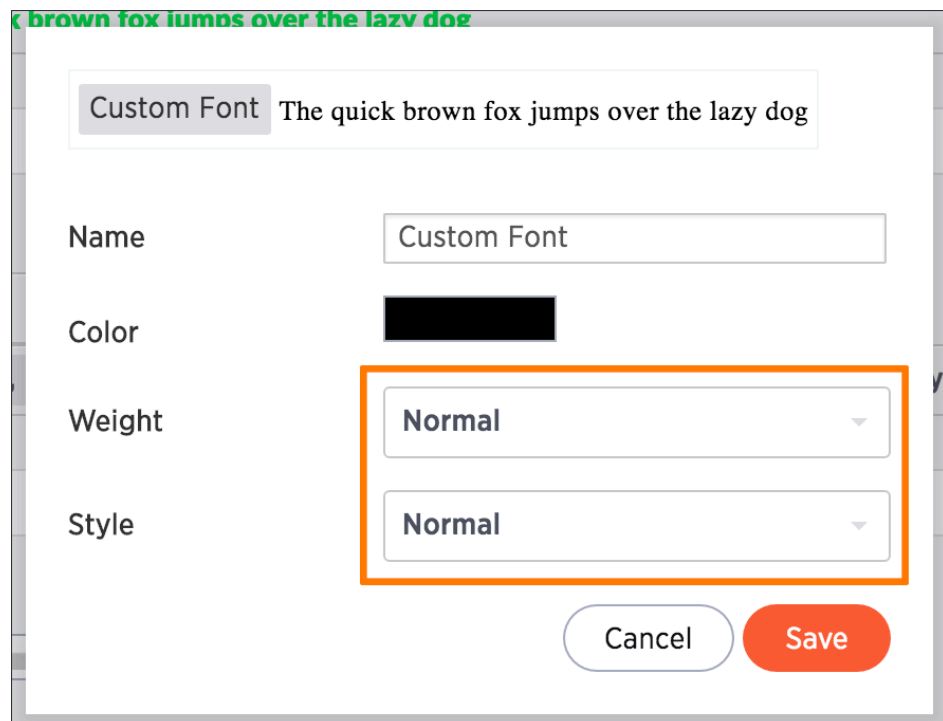 k brown fox jumps over the lazy dog
Custom Font The quick brown fox jumps over the lazy dog
Name Custom Font
Color
Weight Normal
Style Normal
Cancel Save